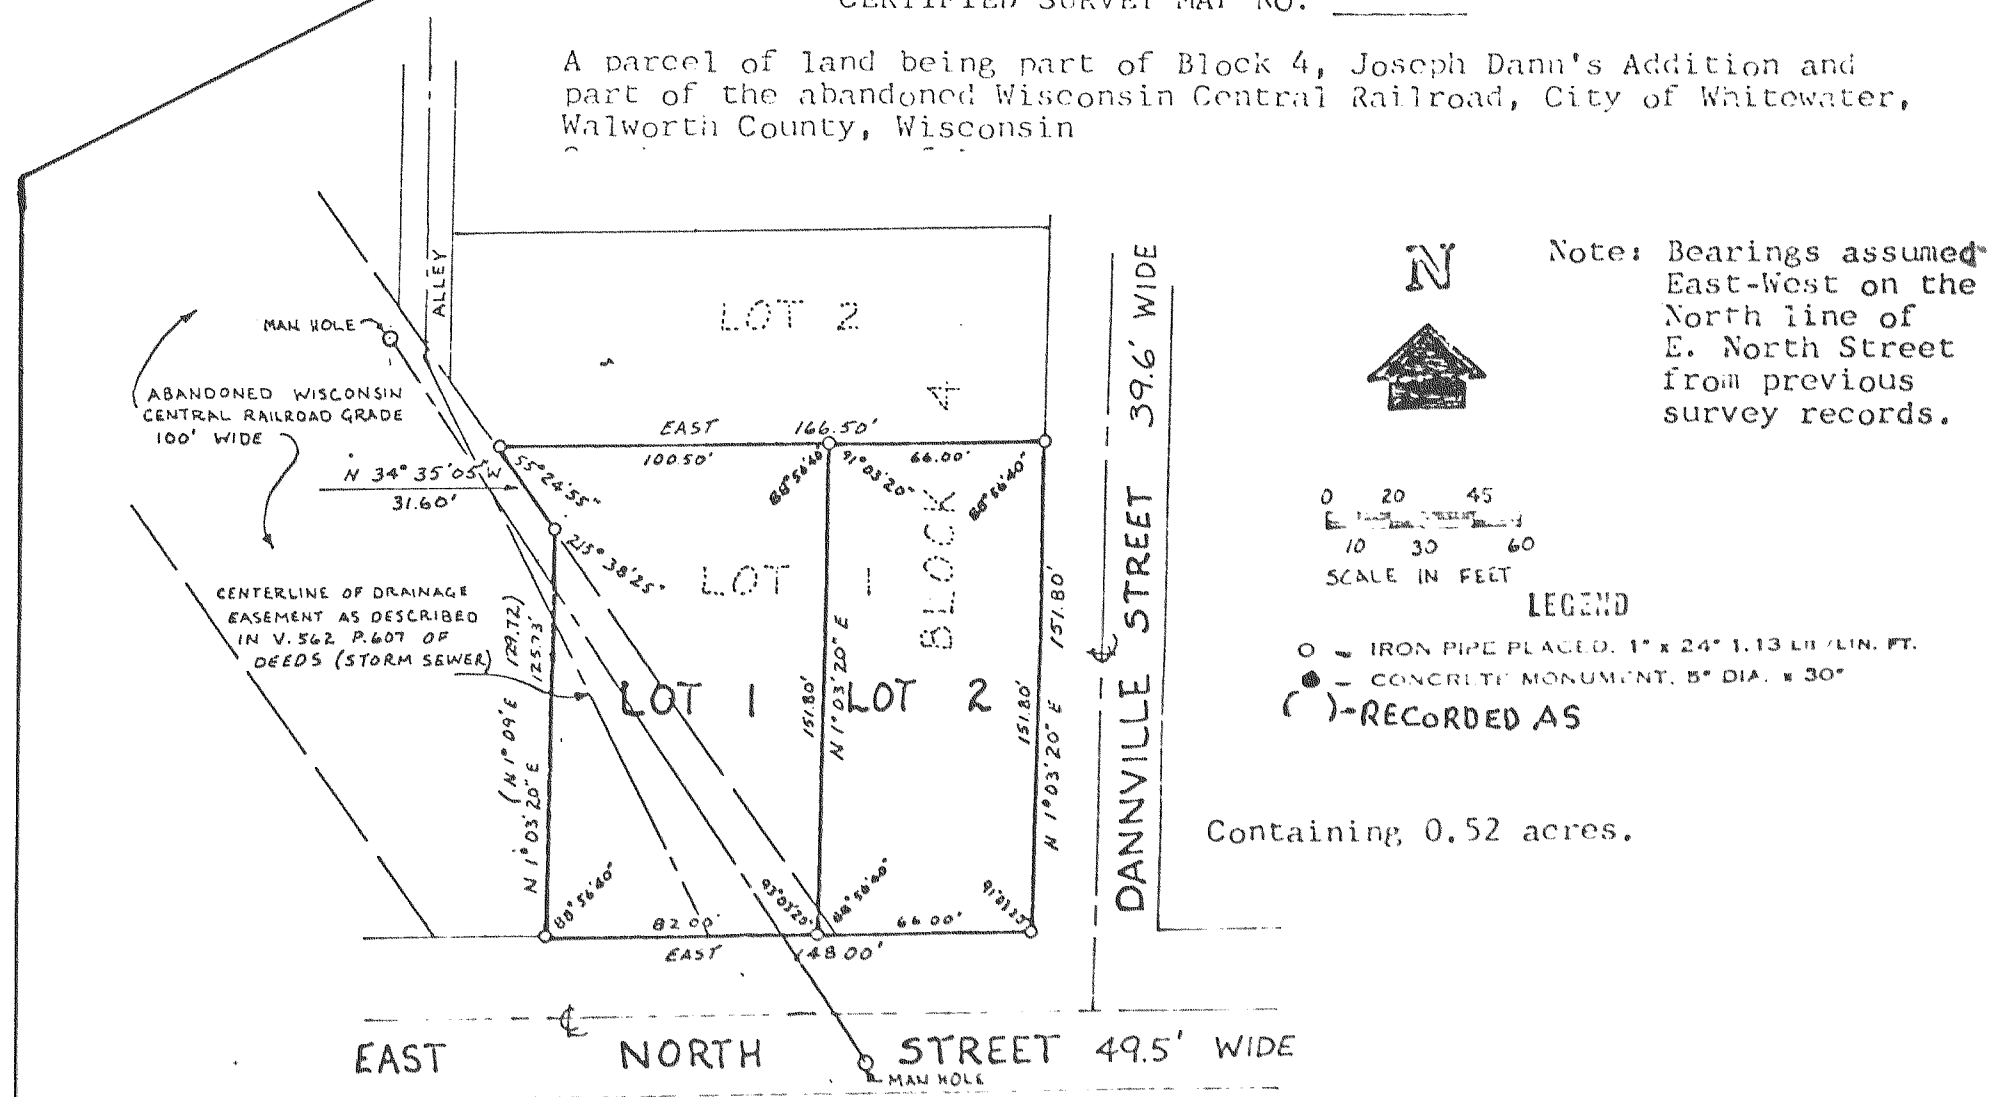 CERTIFIED SURVEY MAP NO.
A parcel of land being part of Block 4, Joseph Dann's Addition and
part of the abandoned Wisconsin Central Railroad, City of Whitewater,
Walworth County, Wisconsin
ALLEY
MAN HOLE
ABANDONED WISCONSIN
CENTRAL RAILROAD GRADE
100' WIDE
N 34° 35' 05" W
31.60'
LOT 2
4
EAST 166.50'
100.50'
66.00'
55° 24' 55"
88° 56' 40"
91° 03' 20"
88° 56' 40"
215° 38' 25"
LOT 1
BLOCK
CENTERLINE OF DRAINAGE
EASEMENT AS DESCRIBED
IN V. 562 P. 607 OF
DEEDS (STORM SEWER)
(N 1° 09' E 129.72)
N 1° 03' 20" E 125.73'
LOT 1
151.80'
N 1° 03' 20" E
LOT 2
151.80'
N 1° 03' 20" E 151.80'
88° 56' 40"
82.00'
88° 56' 40"
66.00'
EAST 148.00'
DANNVILLE STREET 39.6' WIDE
EAST NORTH STREET 49.5' WIDE
MAN HOLE
N
Note: Bearings assumed
East-West on the
North line of
E. North Street
from previous
survey records.
0 20 45
10 30 60
SCALE IN FEET
LEGEND
O - IRON PIPE PLACED. 1" x 24" 1.13 LB/LIN. FT.
● - CONCRETE MONUMENT. 5" DIA. x 30"
( )-RECORDED AS
Containing 0.52 acres.